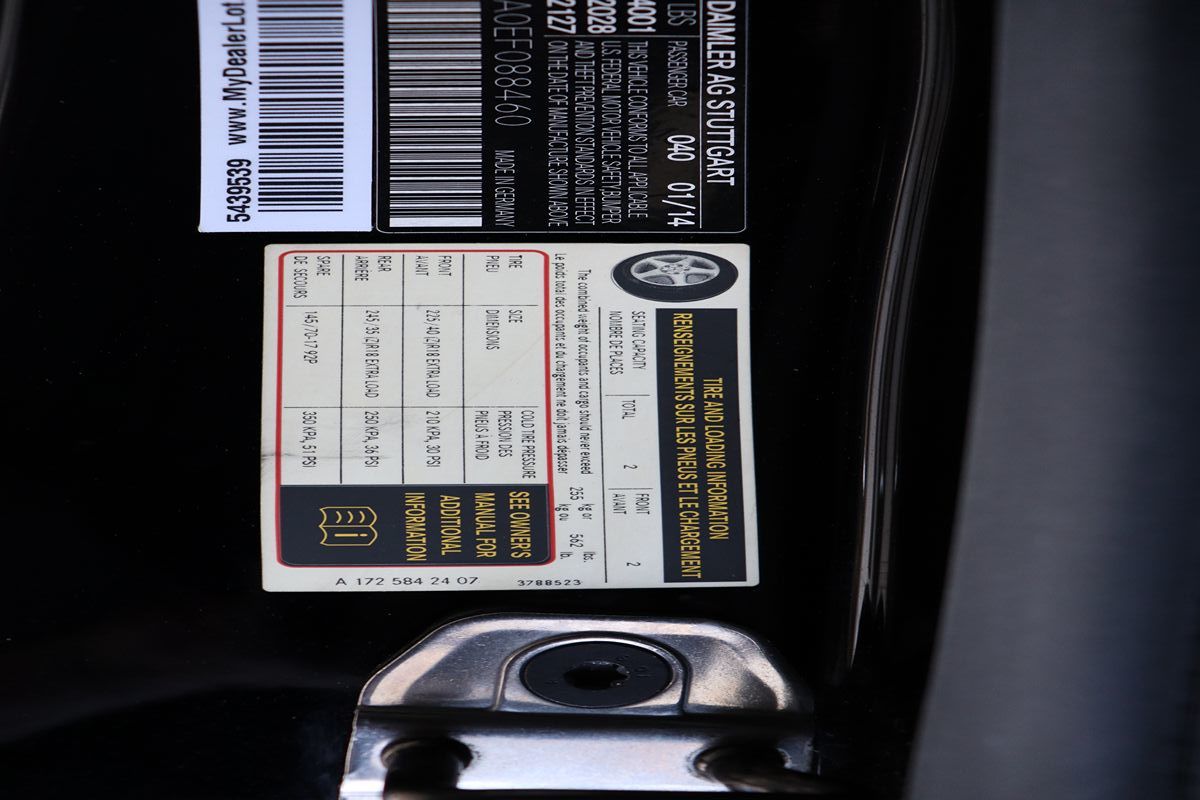 5439539 www.MyDealerLot
DAIMLER AG STUTTGART
PASSENGER CAR 040 01/14
LBS
4001
2028
2127
THIS VEHICLE CONFORMS TO ALL APPLICABLE
U.S. FEDERAL MOTOR VEHICLE SAFETY, BUMPER
AND THEFT PREVENTION STANDARDS IN EFFECT
ON THE DATE OF MANUFACTURE SHOWN ABOVE
A0EF088460 MADE IN GERMANY
TIRE AND LOADING INFORMATION
RENSEIGNEMENTS SUR LES PNEUS ET LE CHARGEMENT
SEATING CAPACITY TOTAL 2 FRONT 2
NOMBRE DE PLACES AVANT
The combined weight of occupants and cargo should never exceed 255 kg or 562 lbs.
Le poids total des occupants et du chargement ne doit jamais dépasser kg ou lb.
TIRE SIZE COLD TIRE PRESSURE
PNEU DIMENSIONS PRESSION DES
PNEUS À FROID
FRONT 225/40 (Z)R18 EXTRA LOAD 210 KPA, 30 PSI
AVANT
REAR 245/35 (Z)R18 EXTRA LOAD 250 KPA, 36 PSI
ARRIÈRE
SPARE 145/70-17 92P 350 KPA, 51 PSI
DE SECOURS
SEE OWNER'S
MANUAL FOR
ADDITIONAL
INFORMATION
A 172 584 24 07 3788523